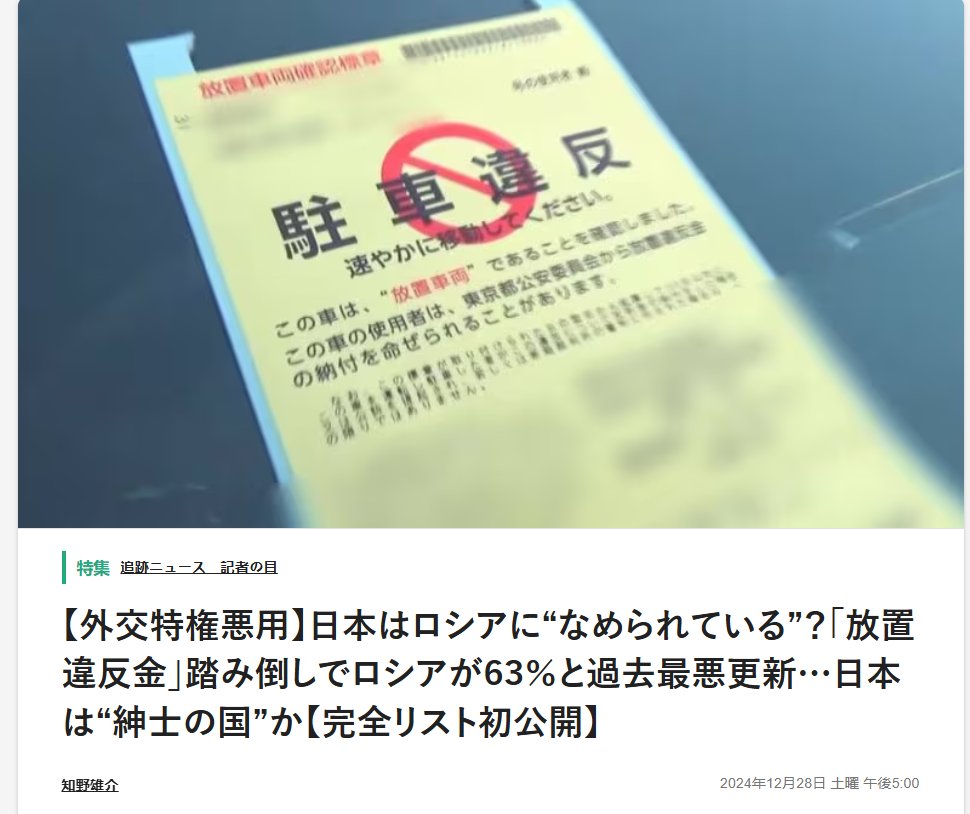 放置車両確認標章
駐車違反
速やかに移動してください。
この車は、“放置車両”であることを確認しました。
この車の使用者は、東京都公安委員会から放置違反金
の納付を命ぜられることがあります。
特集 追跡ニュース 記者の目
【外交特権悪用】日本はロシアに“なめられている”?「放置
違反金」踏み倒しでロシアが63%と過去最悪更新…日本
は“紳士の国”か【完全リスト初公開】
知野雄介 2024年12月28日 土曜 午後5:00